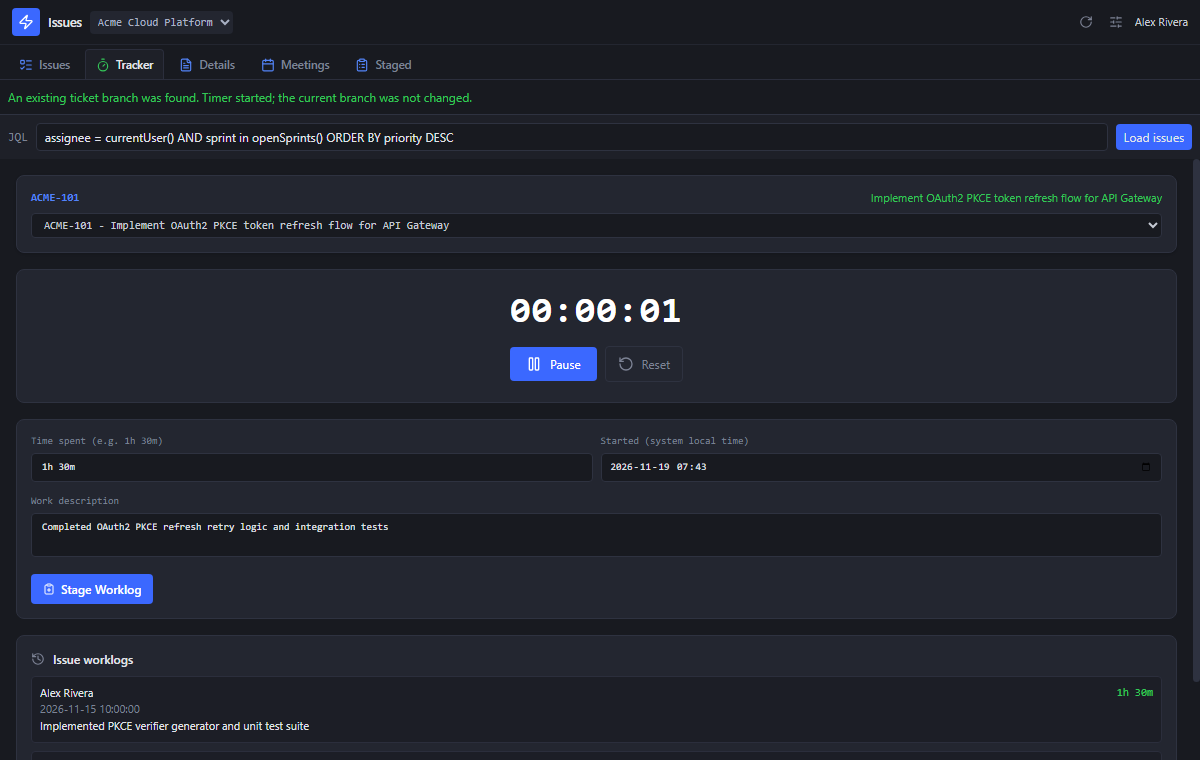 Issues Acme Cloud Platform Alex Rivera
Issues Tracker Details Meetings Staged
An existing ticket branch was found. Timer started; the current branch was not changed.
JQL assignee = currentUser() AND sprint in openSprints() ORDER BY priority DESC Load issues
ACME-101 Implement OAuth2 PKCE token refresh flow for API Gateway
ACME-101 - Implement OAuth2 PKCE token refresh flow for API Gateway
00:00:01
Pause Reset
Time spent (e.g. 1h 30m) Started (system local time)
1h 30m 2026-11-19 07:43
Work description
Completed OAuth2 PKCE refresh retry logic and integration tests
Stage Worklog
Issue worklogs
Alex Rivera 1h 30m
2026-11-15 10:00:00
Implemented PKCE verifier generator and unit test suite